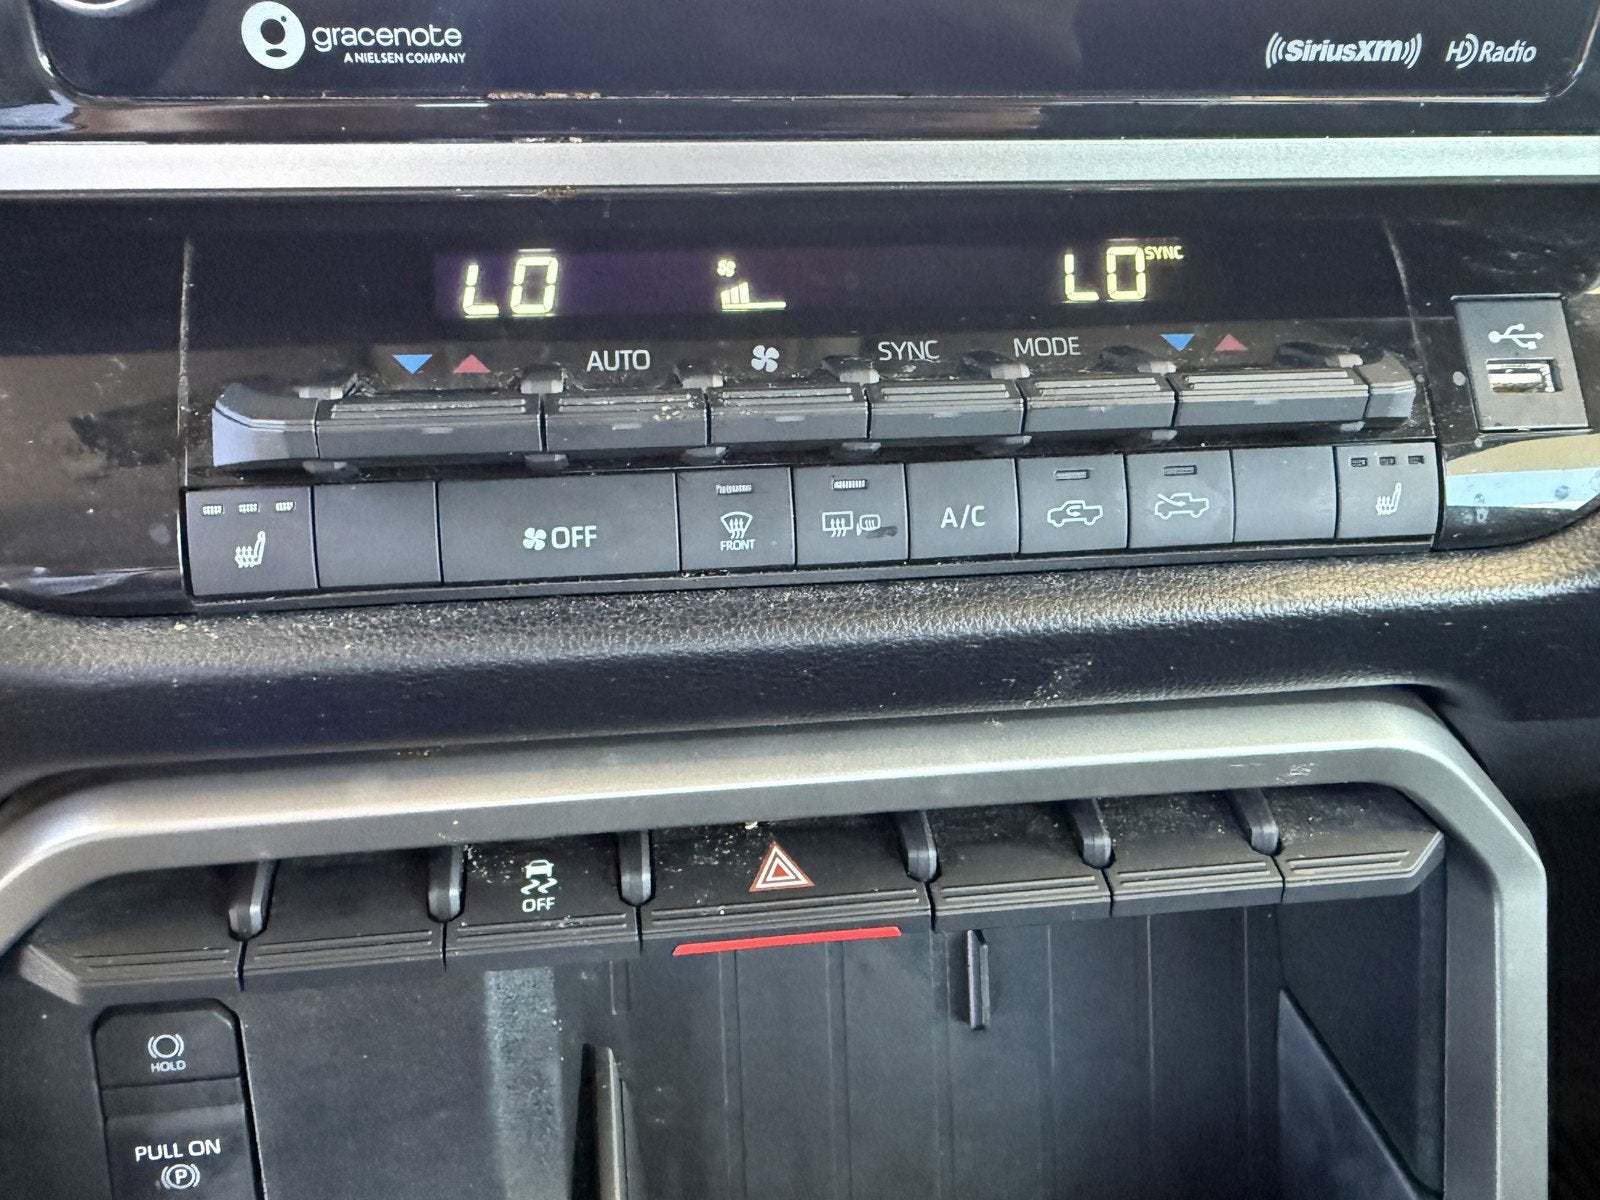 gracenote
A NIELSEN COMPANY
SiriusXM HD Radio
LO LO SYNC
AUTO SYNC MODE
OFF FRONT A/C
OFF
HOLD
PULL ON
P